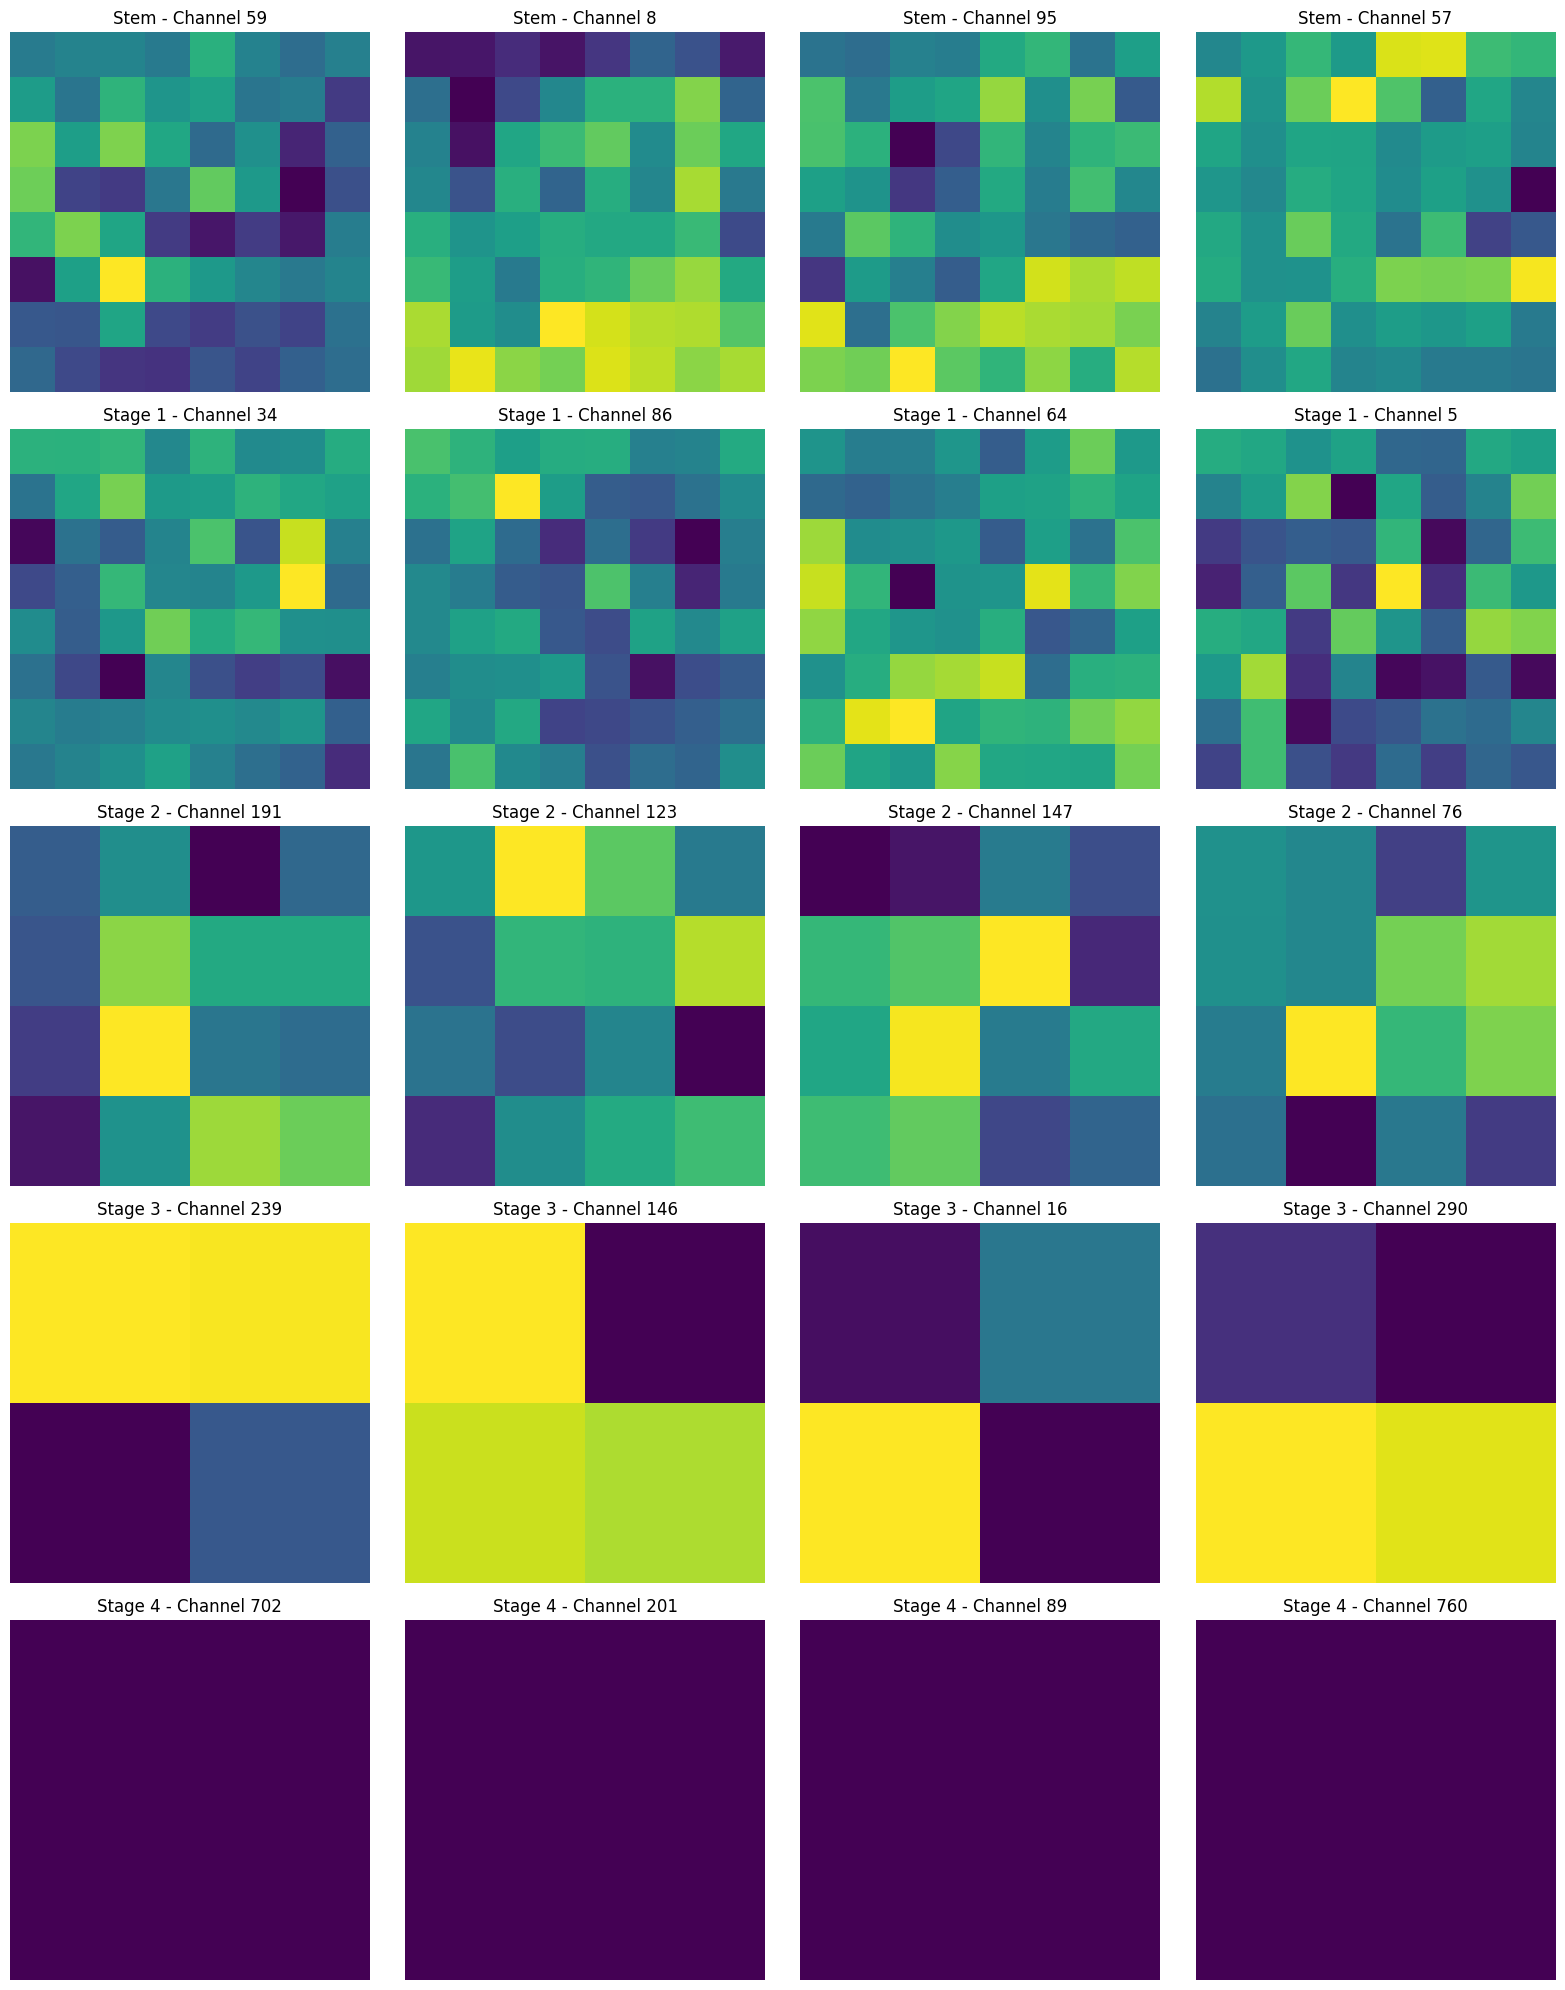 Stem - Channel 59
Stem - Channel 8
Stem - Channel 95
Stem - Channel 57
Stage 1 - Channel 34
Stage 1 - Channel 86
Stage 1 - Channel 64
Stage 1 - Channel 5
Stage 2 - Channel 191
Stage 2 - Channel 123
Stage 2 - Channel 147
Stage 2 - Channel 76
Stage 3 - Channel 239
Stage 3 - Channel 146
Stage 3 - Channel 16
Stage 3 - Channel 290
Stage 4 - Channel 702
Stage 4 - Channel 201
Stage 4 - Channel 89
Stage 4 - Channel 760